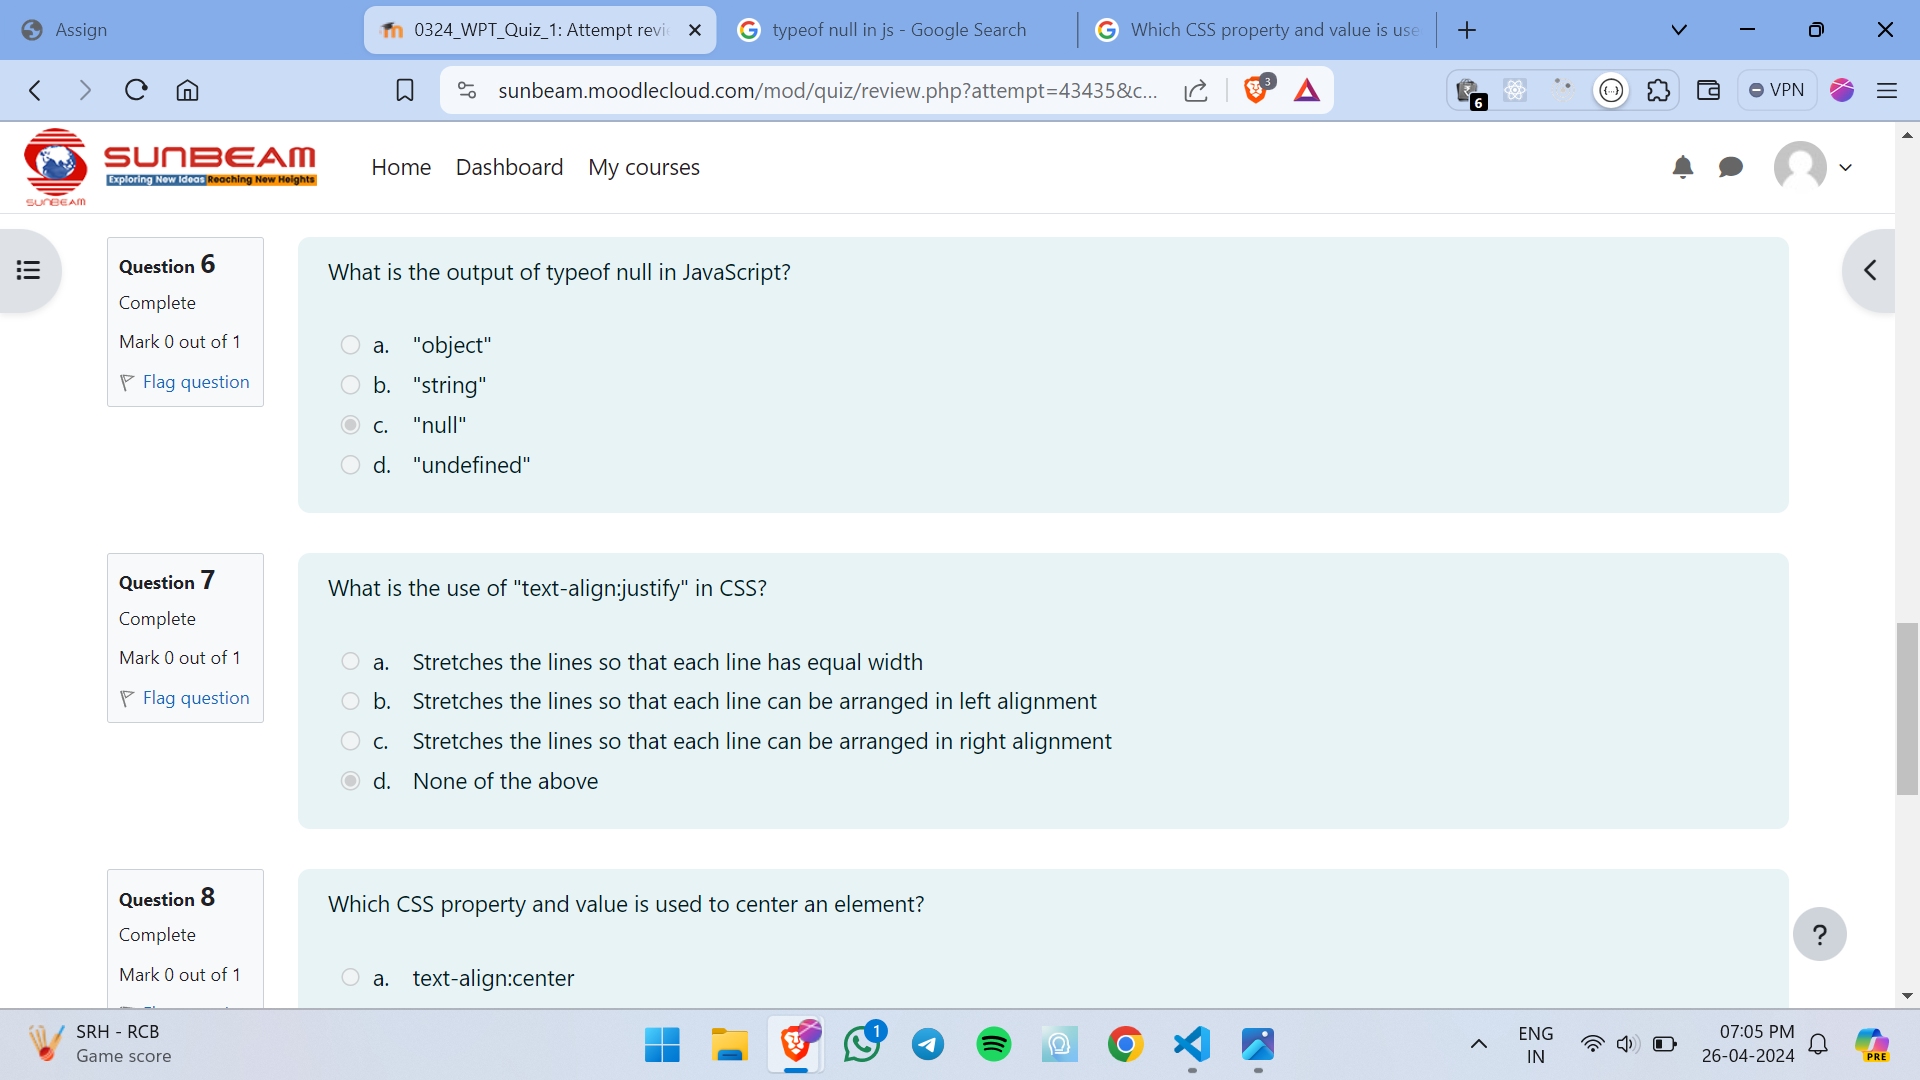 Assign
0324_WPT_Quiz_1: Attempt revi
typeof null in js - Google Search
Which CSS property and value is use
sunbeam.moodlecloud.com/mod/quiz/review.php?attempt=43435&c...
3
6
VPN
SUNBEAM
Exploring New Ideas Reaching New Heights
SUNBEAM
Home
Dashboard
My courses
Question 6
Complete
Mark 0 out of 1
Flag question
What is the output of typeof null in JavaScript?
a. "object"
b. "string"
c. "null"
d. "undefined"
Question 7
Complete
Mark 0 out of 1
Flag question
What is the use of "text-align:justify" in CSS?
a. Stretches the lines so that each line has equal width
b. Stretches the lines so that each line can be arranged in left alignment
c. Stretches the lines so that each line can be arranged in right alignment
d. None of the above
Question 8
Complete
Mark 0 out of 1
Which CSS property and value is used to center an element?
a. text-align:center
?
SRH - RCB
Game score
1
ENG
IN
07:05 PM
26-04-2024
PRE